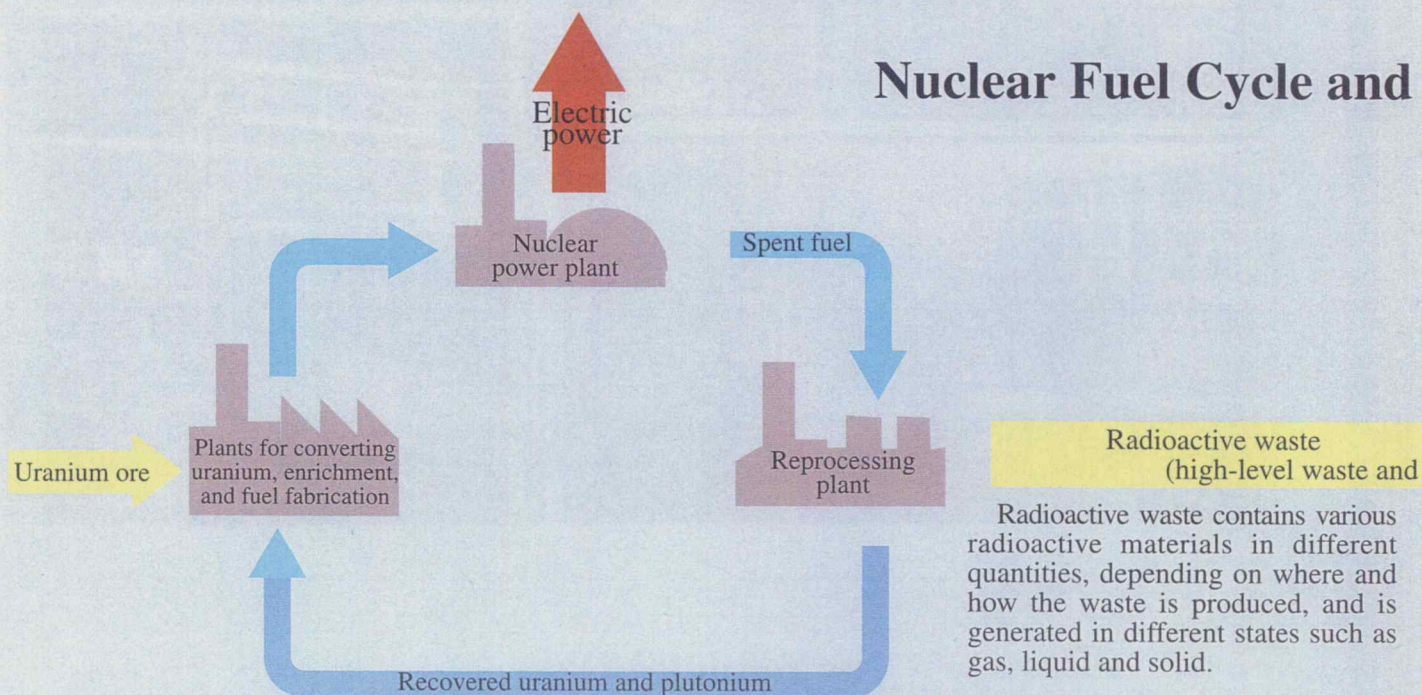 Nuclear Fuel Cycle and
Electric
power
Nuclear
power plant
Spent fuel
Uranium ore
Plants for converting
uranium, enrichment,
and fuel fabrication
Reprocessing
plant
Radioactive waste
(high-level waste and
Radioactive waste contains various
radioactive materials in different
quantities, depending on where and
how the waste is produced, and is
generated in different states such as
gas, liquid and solid.
Recovered uranium and plutonium